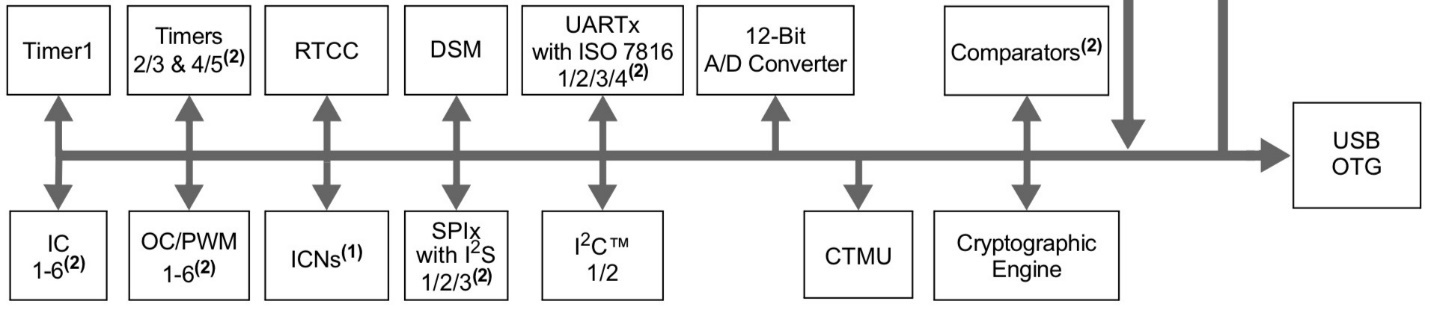 Timer1
Timers
2/3 & 4/5(2)
RTCC
DSM
UARTx
with ISO 7816
1/2/3/4(2)
12-Bit
A/D Converter
Comparators(2)
USB
OTG
IC
1-6(2)
OC/PWM
1-6(2)
ICNs(1)
SPIx
with I2S
1/2/3(2)
I2C™
1/2
CTMU
Cryptographic
Engine